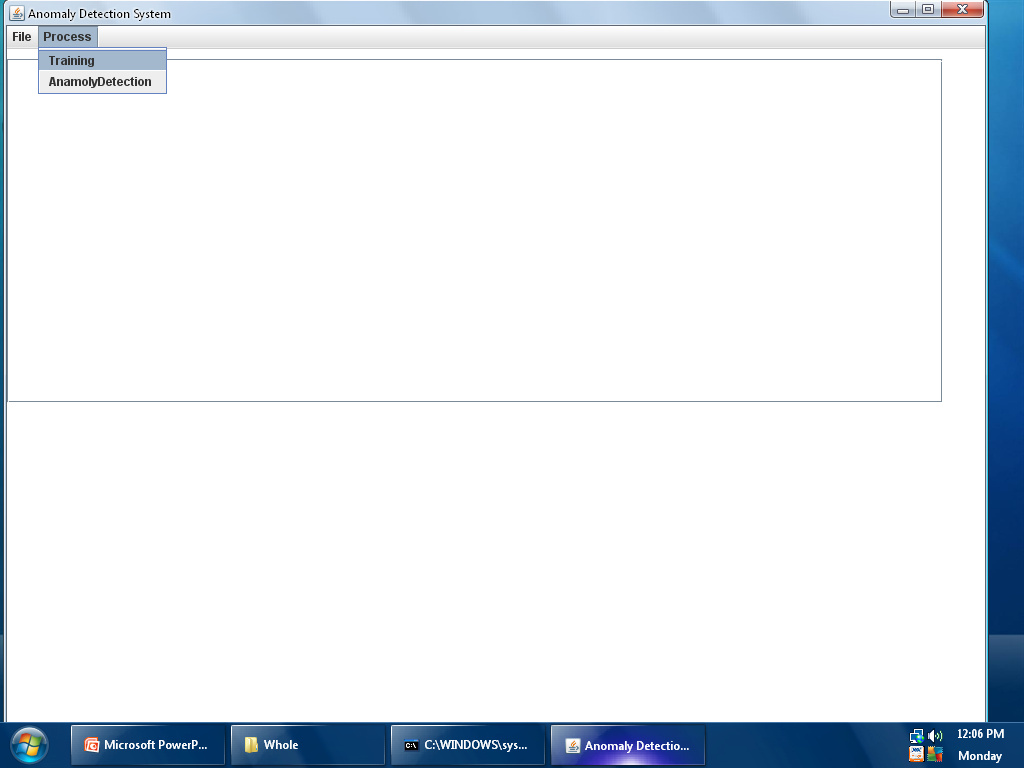 Anomaly Detection System
File Process
Training
AnamolyDetection
Microsoft PowerP... Whole C:\WINDOWS\sys... Anomaly Detectio... 12:06 PM
Monday